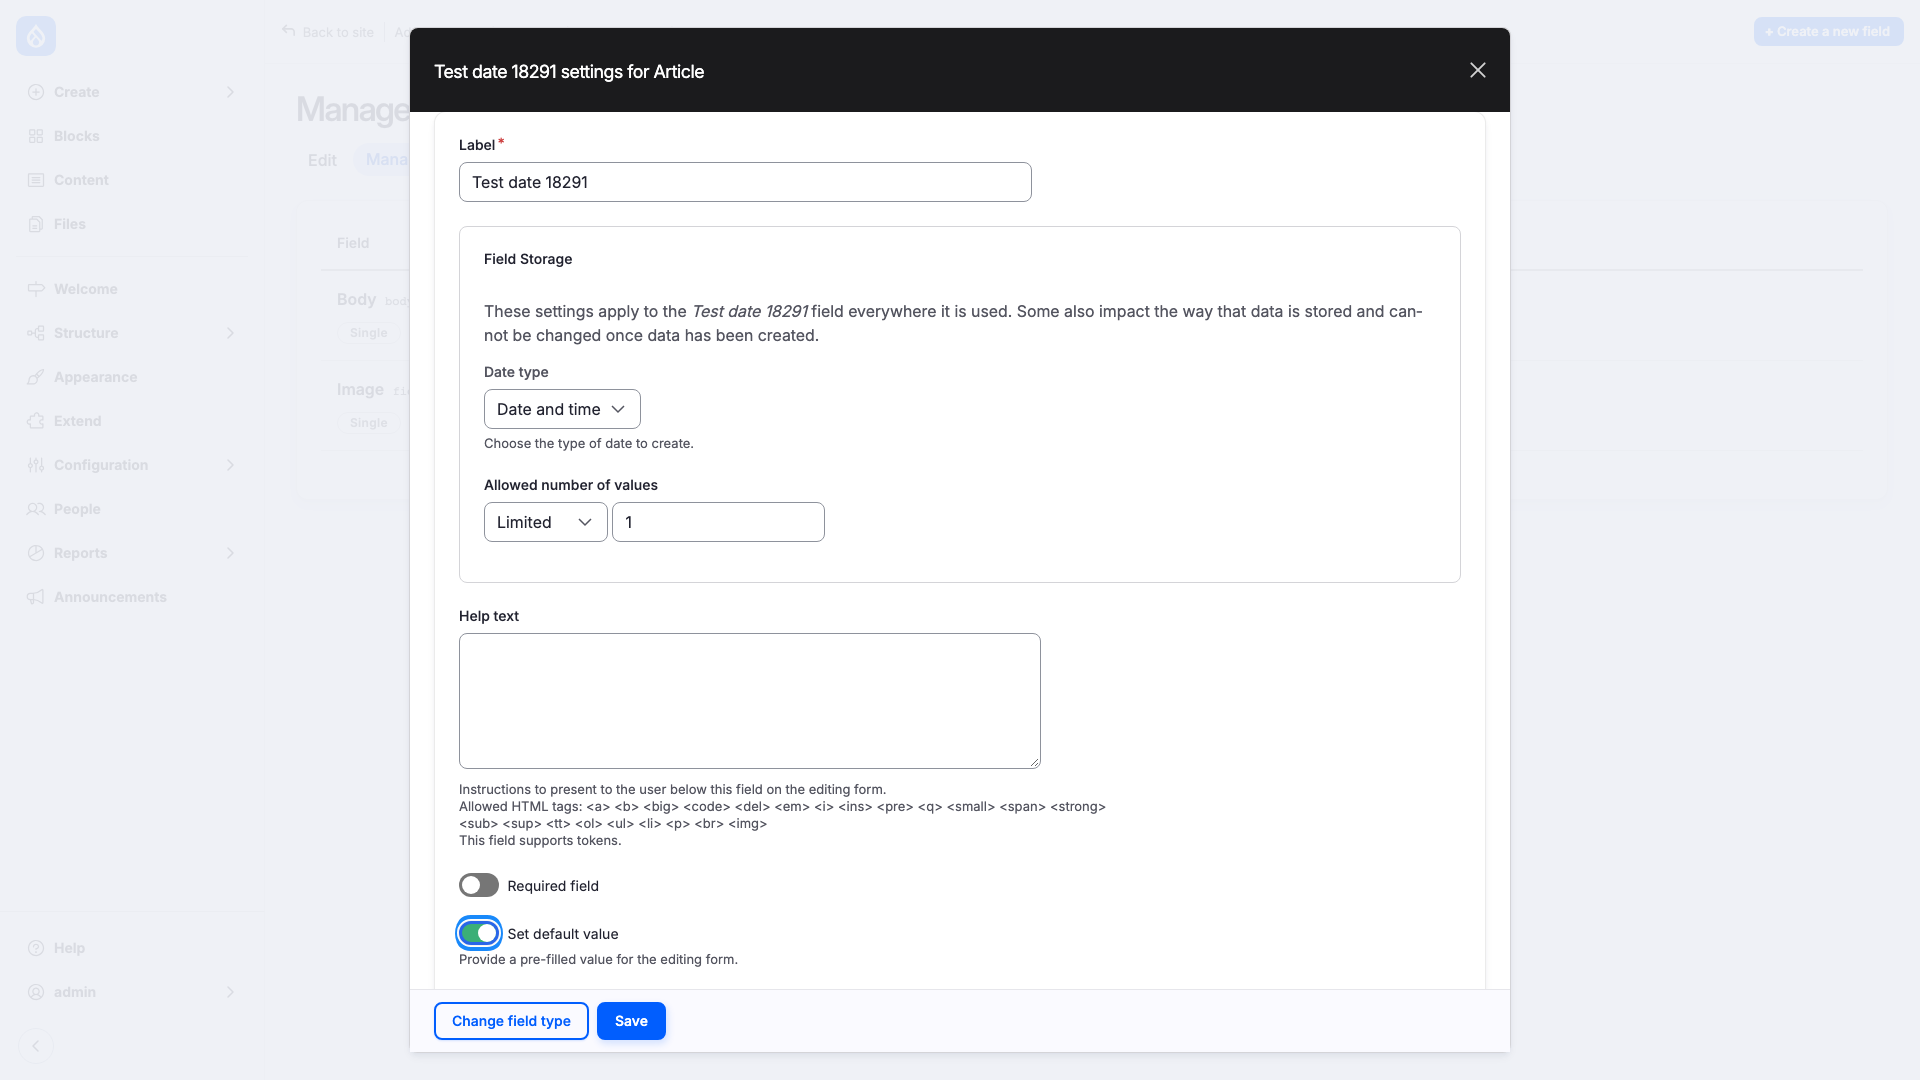 Back to site
+ Create a new field
Test date 18291 settings for Article
Create
Blocks
Content
Files
Welcome
Structure
Appearance
Extend
Configuration
People
Reports
Announcements
Help
admin
Manage
Edit
Field
Body
Single
Image
Single
Label*
Test date 18291
Field Storage
These settings apply to the Test date 18291 field everywhere it is used. Some also impact the way that data is stored and can-
not be changed once data has been created.
Date type
Date and time
Choose the type of date to create.
Allowed number of values
Limited
1
Help text
Instructions to present to the user below this field on the editing form.
Allowed HTML tags: <a> <b> <big> <code> <del> <em> <i> <ins> <pre> <q> <small> <span> <strong>
<sub> <sup> <tt> <ol> <ul> <li> <p> <br> <img>
This field supports tokens.
Required field
Set default value
Provide a pre-filled value for the editing form.
Change field type
Save